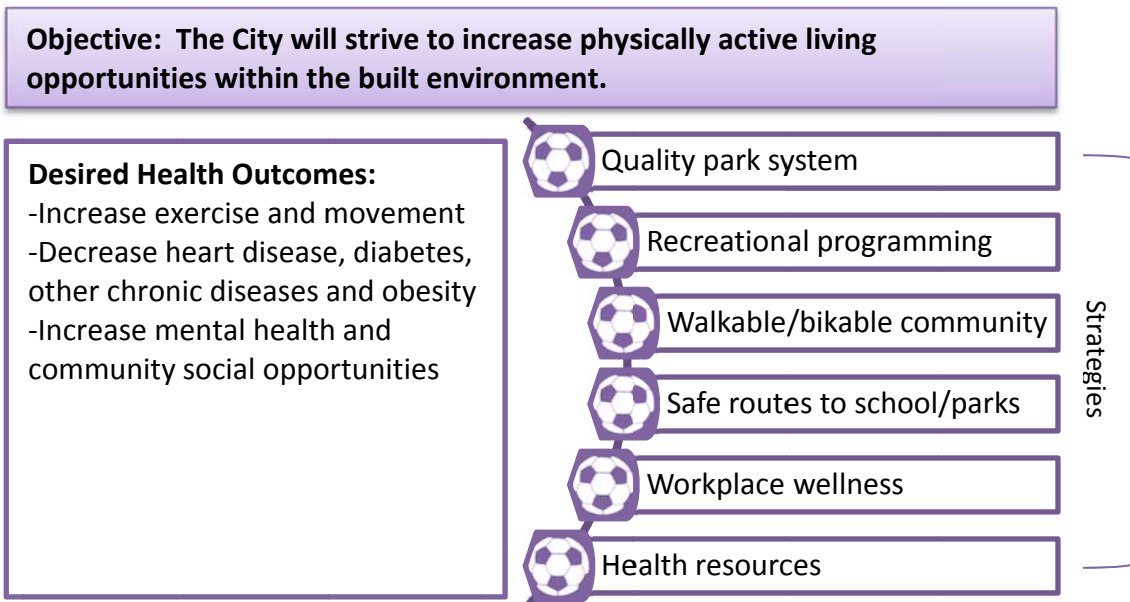 Objective:  The City will strive to increase physically active living
opportunities within the built environment.
Desired Health Outcomes:
-Increase exercise and movement
-Decrease heart disease, diabetes,
other chronic diseases and obesity
-Increase mental health and
community social opportunities
Quality park system
Recreational programming
Walkable/bikable community
Safe routes to school/parks
Workplace wellness
Health resources
Strategies